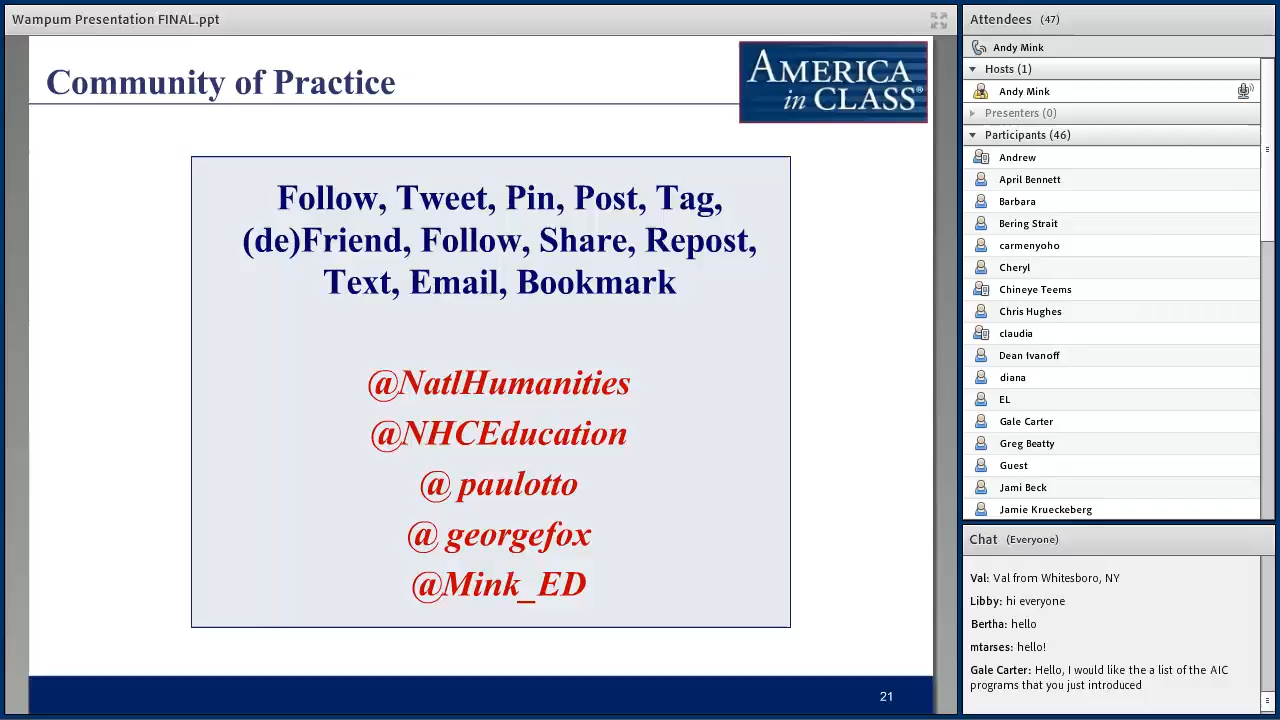 Wampum Presentation FINAL.ppt
Community of Practice
AMERICA
in CLASS®
Follow, Tweet, Pin, Post, Tag,
(de)Friend, Follow, Share, Repost,
Text, Email, Bookmark
@NatlHumanities
@NHCEducation
@ paulotto
@ georgefox
@Mink_ED
21
Attendees (47)
Andy Mink
Hosts (1)
Andy Mink
Presenters (0)
Participants (46)
Andrew
April Bennett
Barbara
Bering Strait
carmenyoho
Cheryl
Chineye Teems
Chris Hughes
claudia
Dean Ivanoff
diana
EL
Gale Carter
Greg Beatty
Guest
Jami Beck
Jamie Krueckeberg
Chat (Everyone)
Val: Val from Whitesboro, NY
Libby: hi everyone
Bertha: hello
mtarses: hello!
Gale Carter: Hello, I would like the a list of the AIC
programs that you just introduced